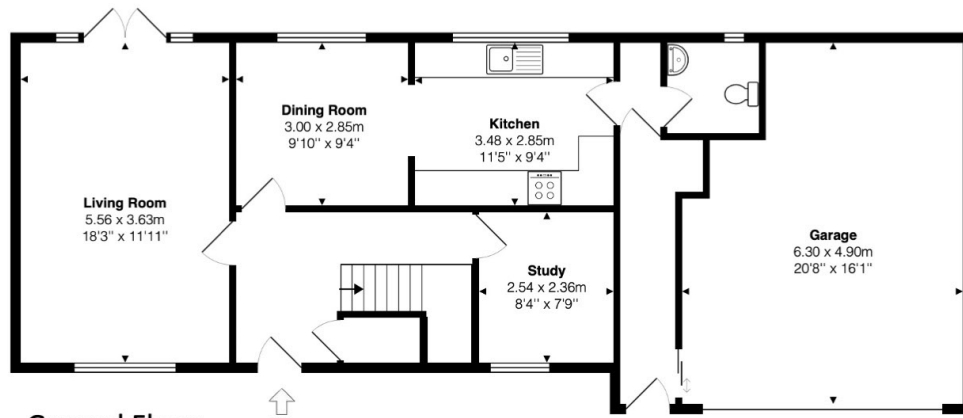 Dining Room
3.00 x 2.85m
9'10" x 9'4"
Kitchen
3.48 x 2.85m
11'5" x 9'4"
Living Room
5.56 x 3.63m
18'3" x 11'11"
Garage
6.30 x 4.90m
20'8" x 16'1"
Study
2.54 x 2.36m
8'4" x 7'9"
Ground Floor